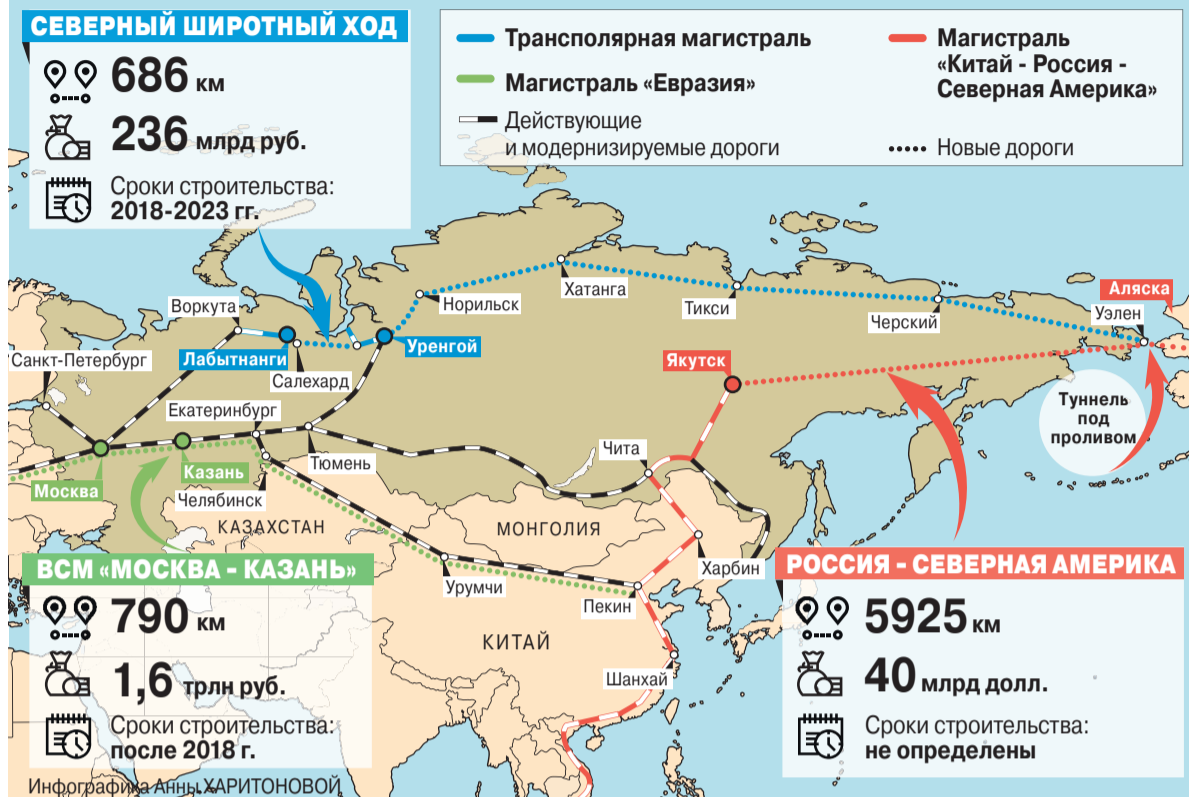 СЕВЕРНЫЙ ШИРОТНЫЙ ХОД
686 км
236 млрд руб.
Сроки строительства:
2018-2023 гг.
Трансполярная магистраль
Магистраль «Евразия»
Действующие
и модернизируемые дороги
Магистраль
«Китай - Россия -
Северная Америка»
Новые дороги
Воркута
Лабытнанги
Салехард
Уренгой
Норильск
Хатанга
Тикси
Черский
Аляска
Уэлен
Санкт-Петербург
Екатеринбург
Якутск
Туннель
под
проливом
Москва
Казань
Челябинск
Тюмень
Чита
КАЗАХСТАН
МОНГОЛИЯ
Урумчи
Пекин
Харбин
КИТАЙ
Шанхай
ВСМ «МОСКВА - КАЗАНЬ»
790 км
1,6 трлн руб.
Сроки строительства:
после 2018 г.
РОССИЯ - СЕВЕРНАЯ АМЕРИКА
5925 км
40 млрд долл.
Сроки строительства:
не определены
Инфографика Анны ХАРИТОНОВОЙ